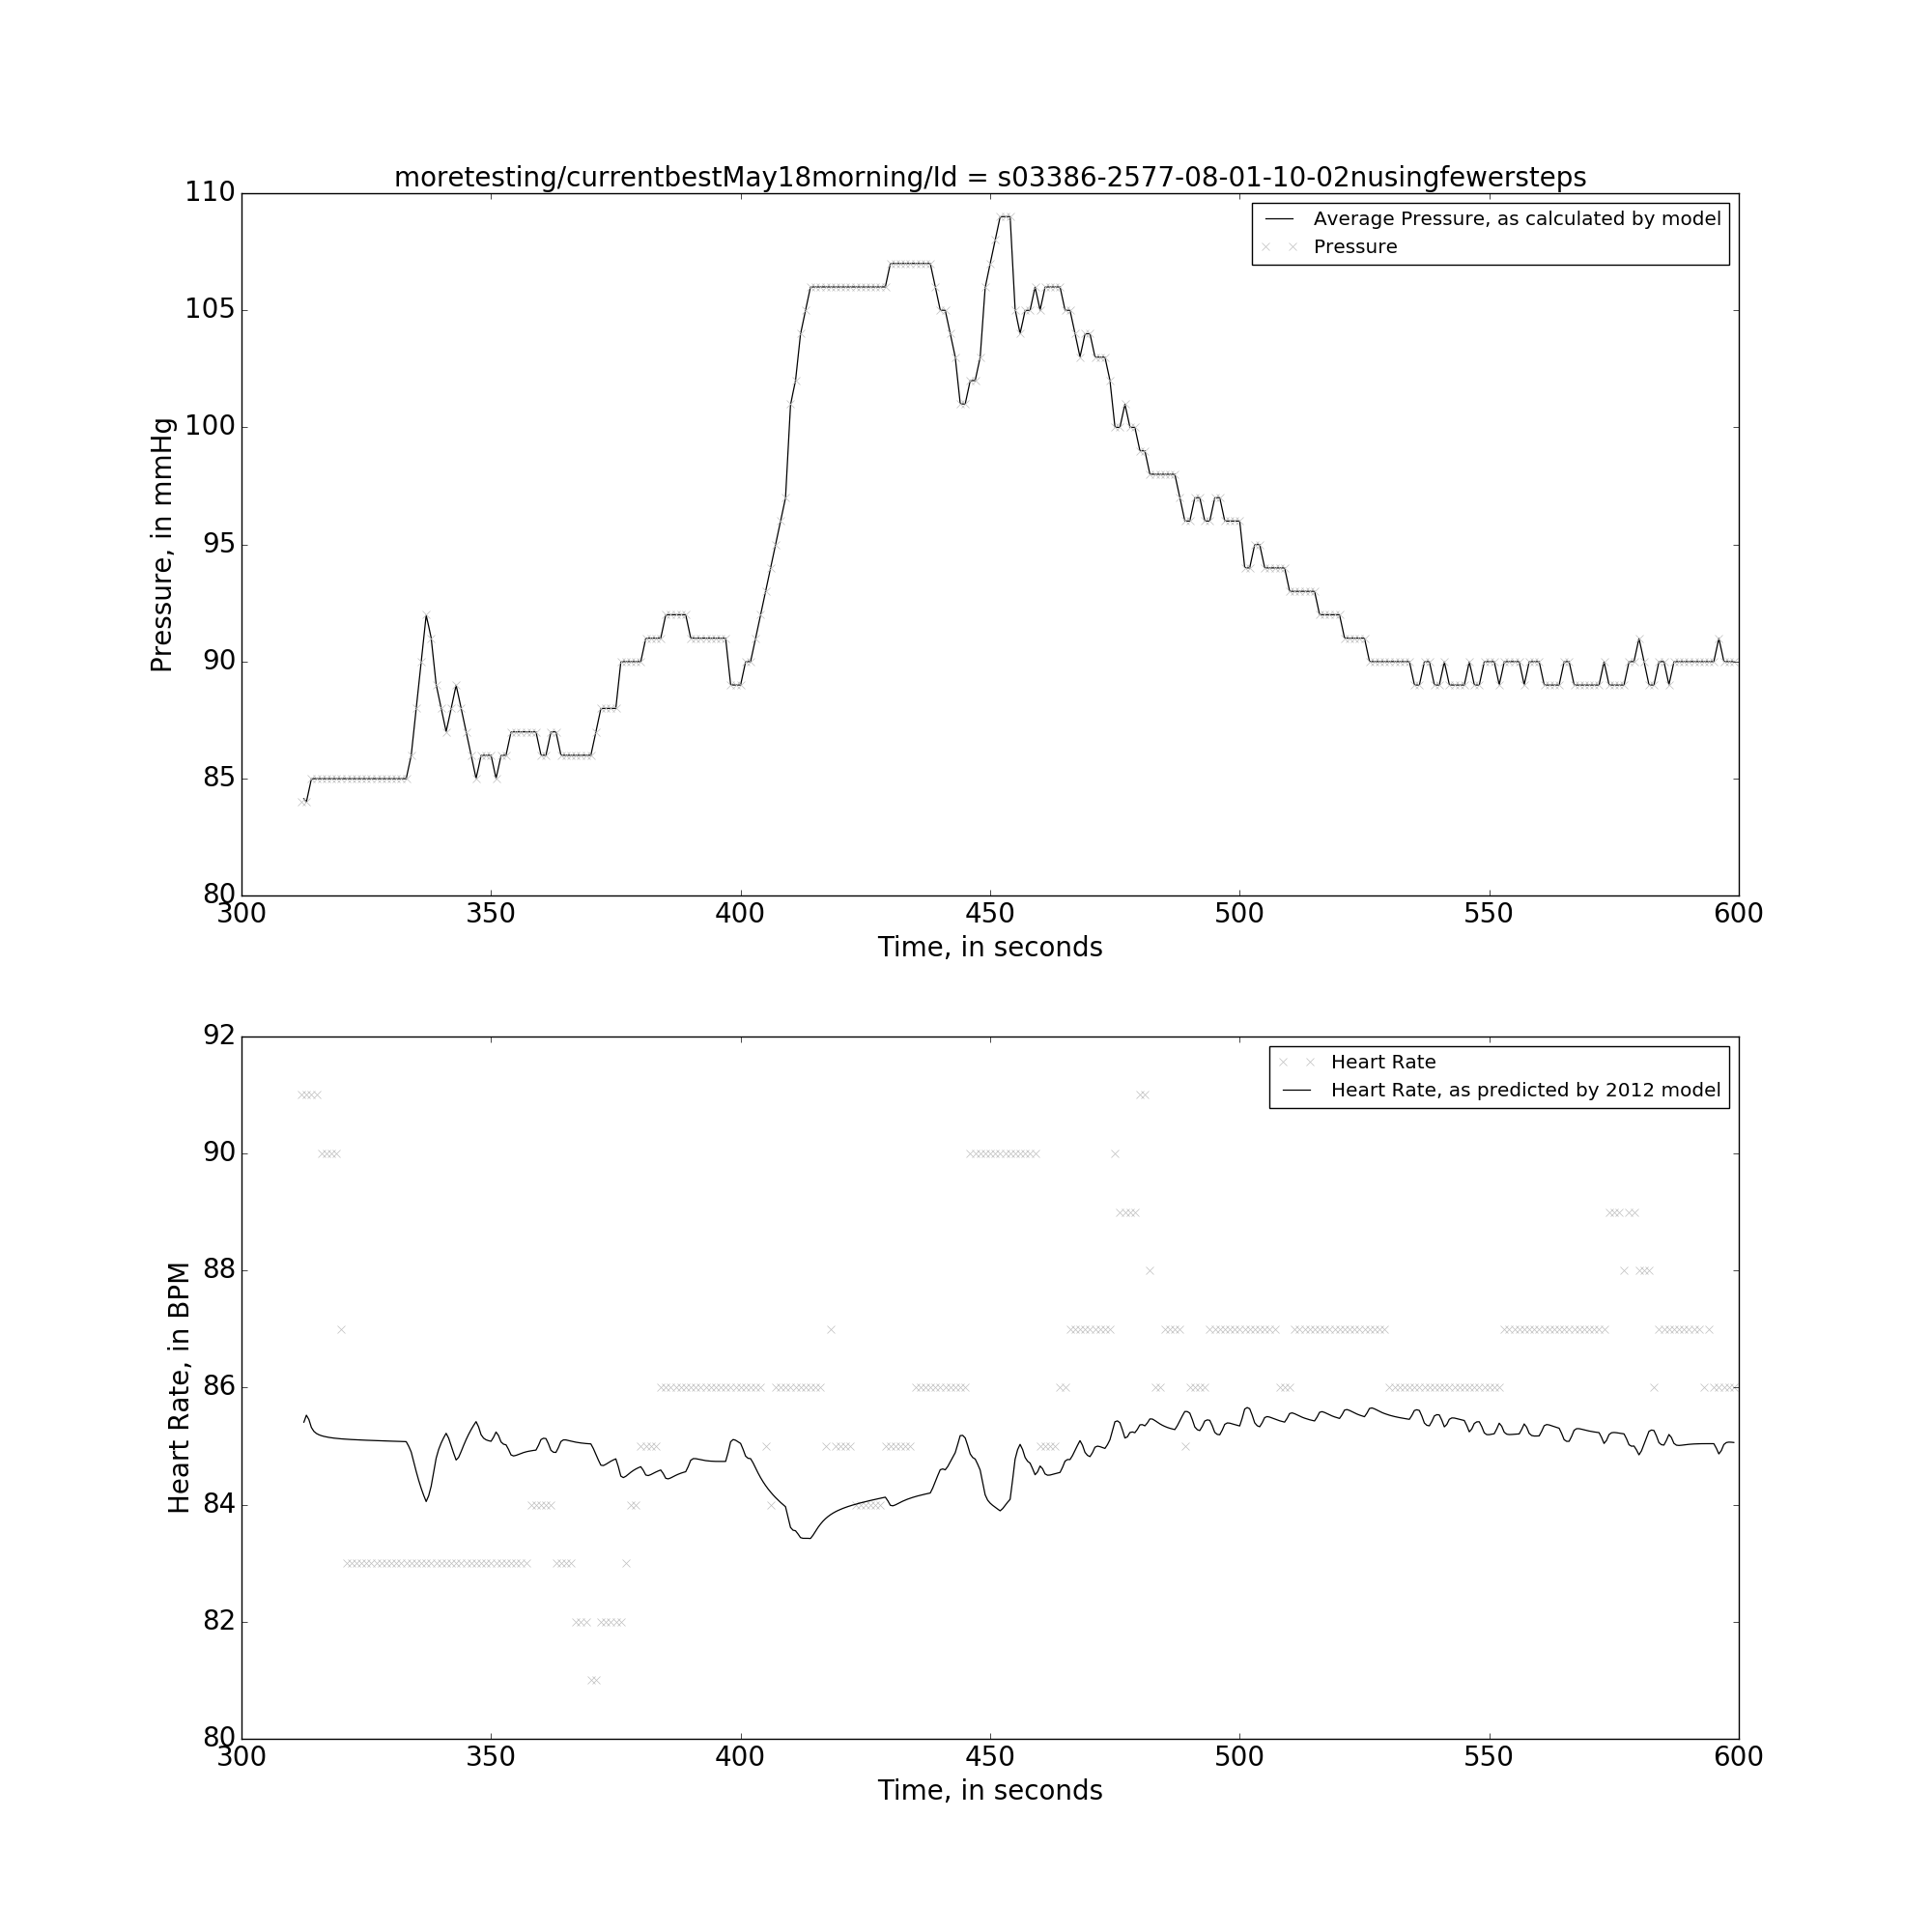 moretesting/currentbestMay18morning/Id = s03386-2577-08-01-10-02nusingfewersteps
110
105
100
95
90
85
80
Pressure, in mmHg
Average Pressure, as calculated by model
Pressure
300 350 400 450 500 550 600
Time, in seconds
92
90
88
86
84
82
80
Heart Rate, in BPM
Heart Rate
Heart Rate, as predicted by 2012 model
300 350 400 450 500 550 600
Time, in seconds